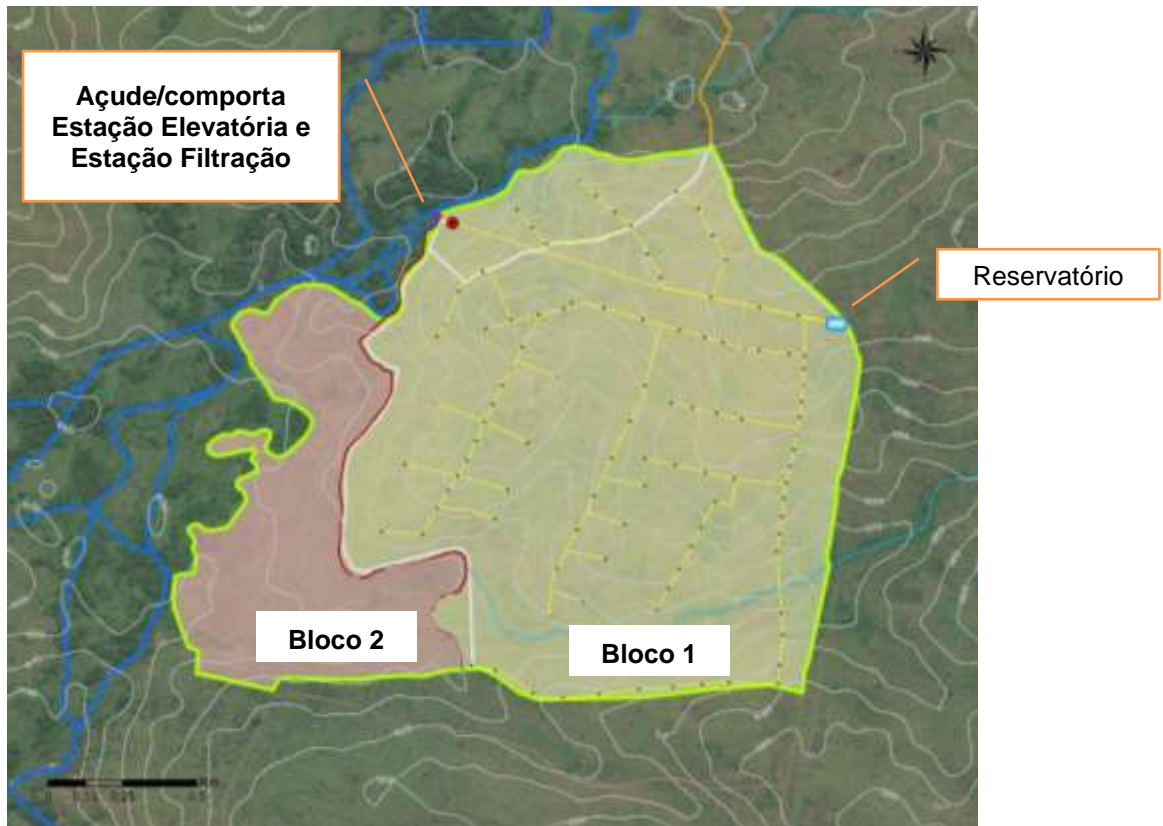 Açude/comporta
Estação Elevatória e
Estação Filtração
Reservatório
Bloco 2
Bloco 1